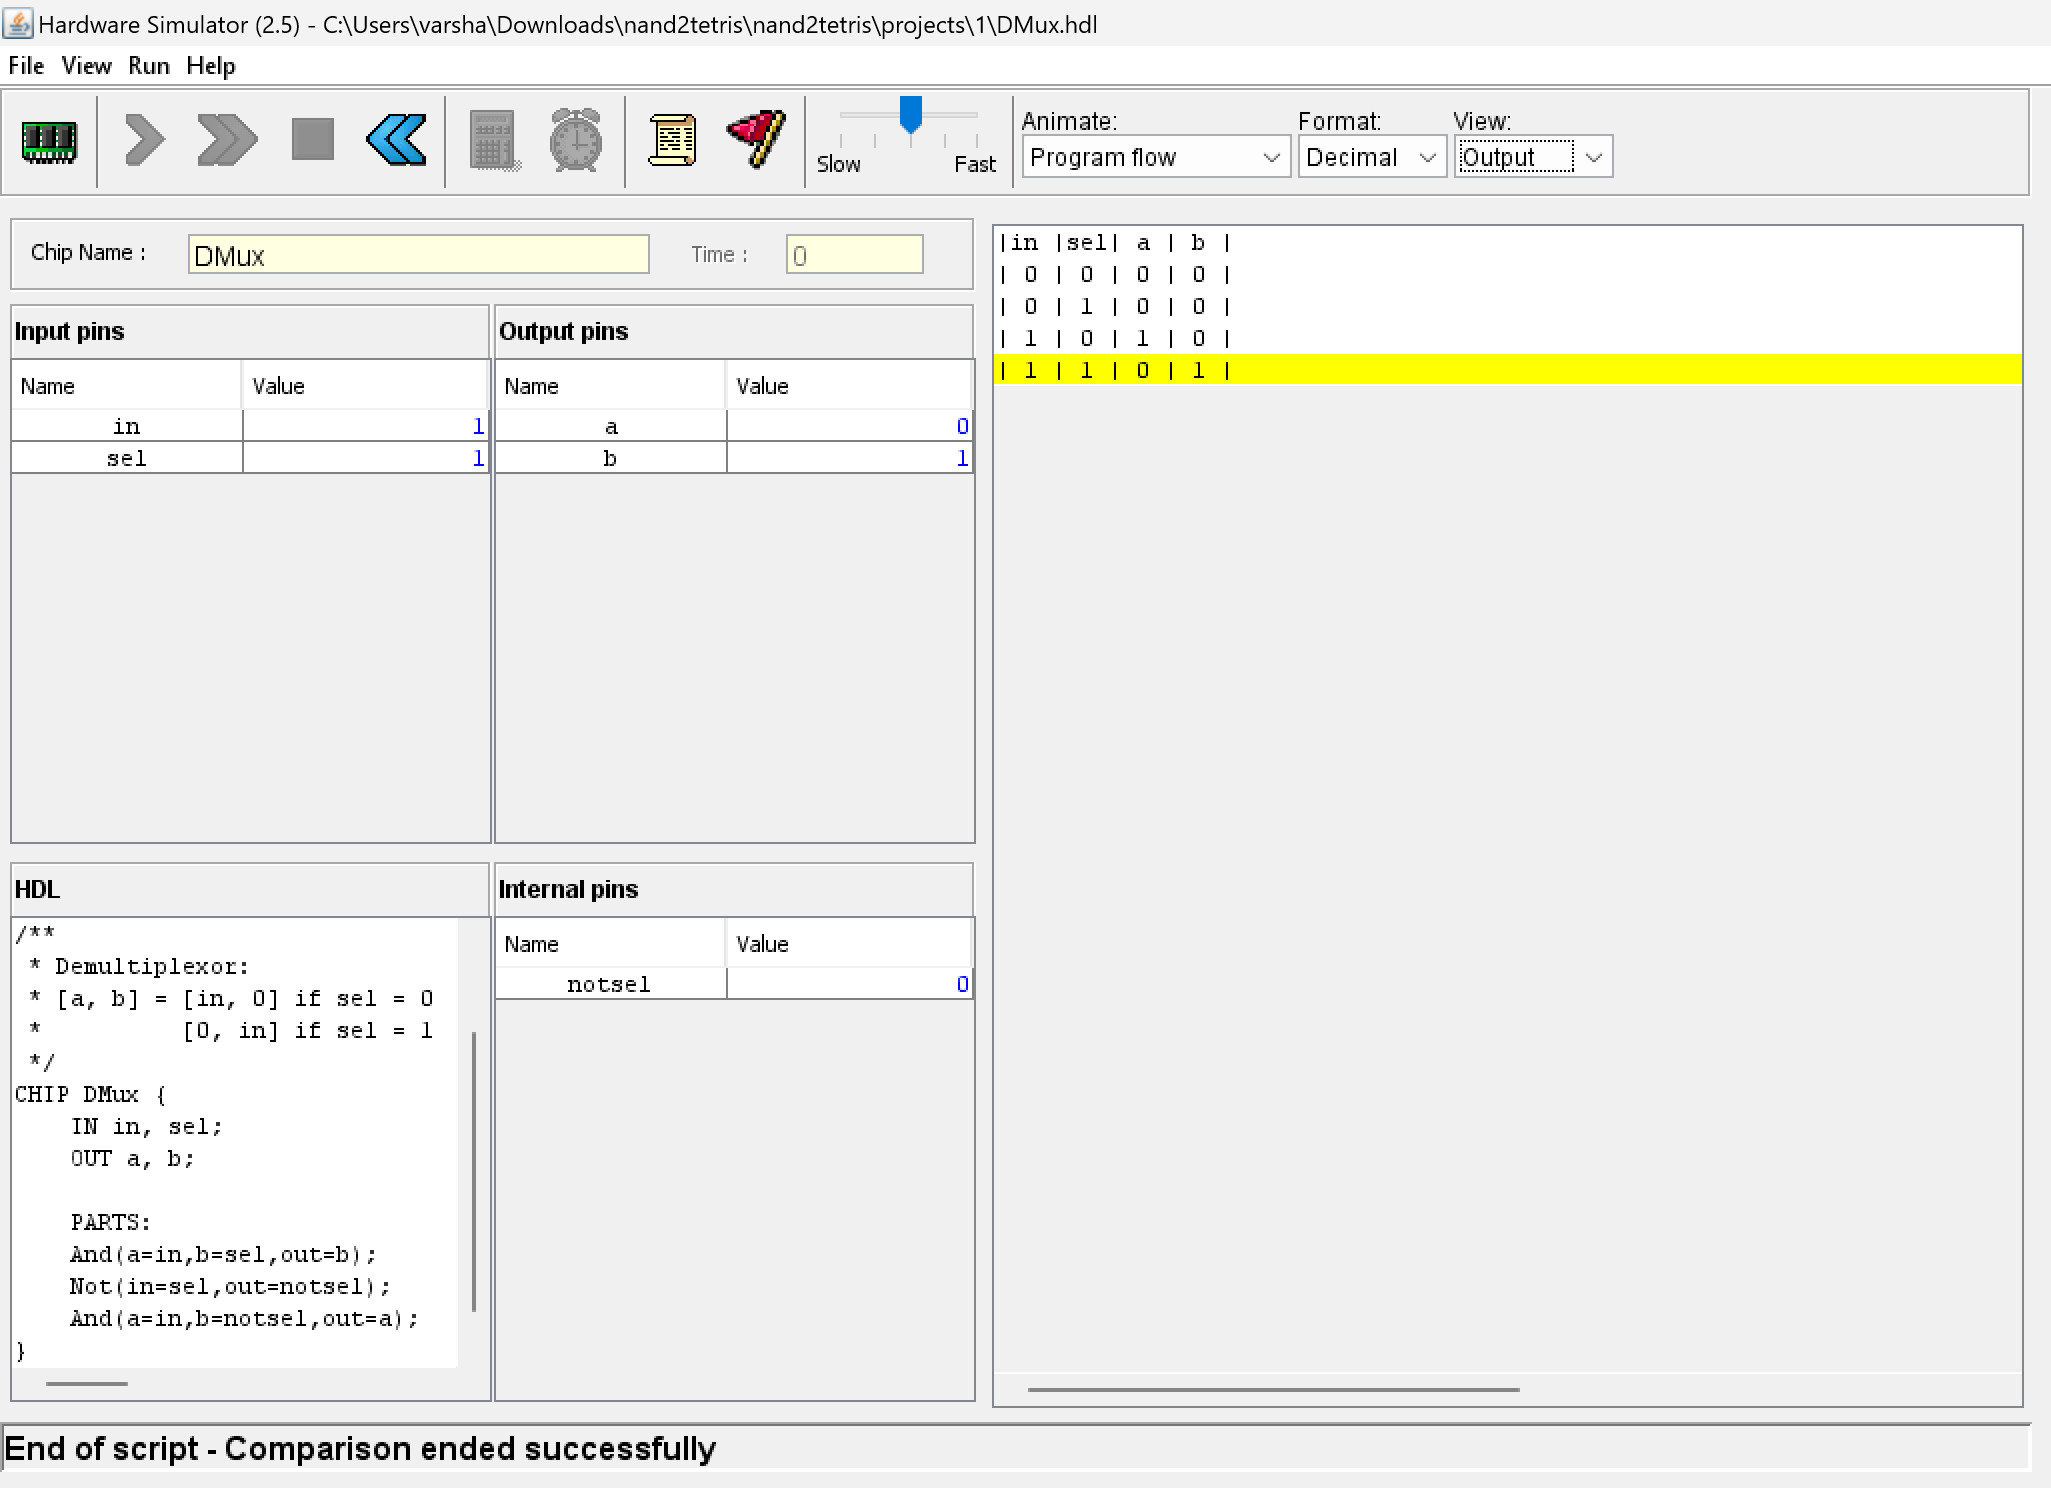 Hardware Simulator (2.5) - C:\Users\varsha\Downloads\nand2tetris\nand2tetris\projects\1\DMux.hdl
File View Run Help
Slow Fast
Animate: Format: View:
Program flow Decimal Output
Chip Name : DMux Time : 0
Input pins
Name Value
in 1
sel 1
Output pins
Name Value
a 0
b 1
HDL
/**
 * Demultiplexor:
 * [a, b] = [in, 0] if sel = 0
 *          [0, in] if sel = 1
 */
CHIP DMux {
    IN in, sel;
    OUT a, b;
    PARTS:
    And(a=in,b=sel,out=b);
    Not(in=sel,out=notsel);
    And(a=in,b=notsel,out=a);
}
Internal pins
Name Value
notsel 0
|in |sel| a | b |
| 0 | 0 | 0 | 0 |
| 0 | 1 | 0 | 0 |
| 1 | 0 | 1 | 0 |
| 1 | 1 | 0 | 1 |
End of script - Comparison ended successfully